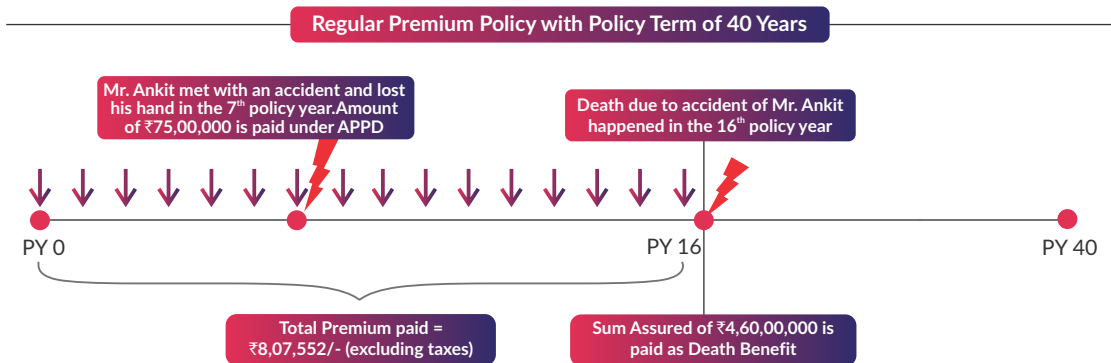 Regular Premium Policy with Policy Term of 40 Years
Mr. Ankit met with an accident and lost
his hand in the 7th policy year.Amount
of ₹75,00,000 is paid under APPD
Death due to accident of Mr. Ankit
happened in the 16th policy year
PY 0
PY 16
PY 40
Total Premium paid =
₹8,07,552/- (excluding taxes)
Sum Assured of ₹4,60,00,000 is
paid as Death Benefit